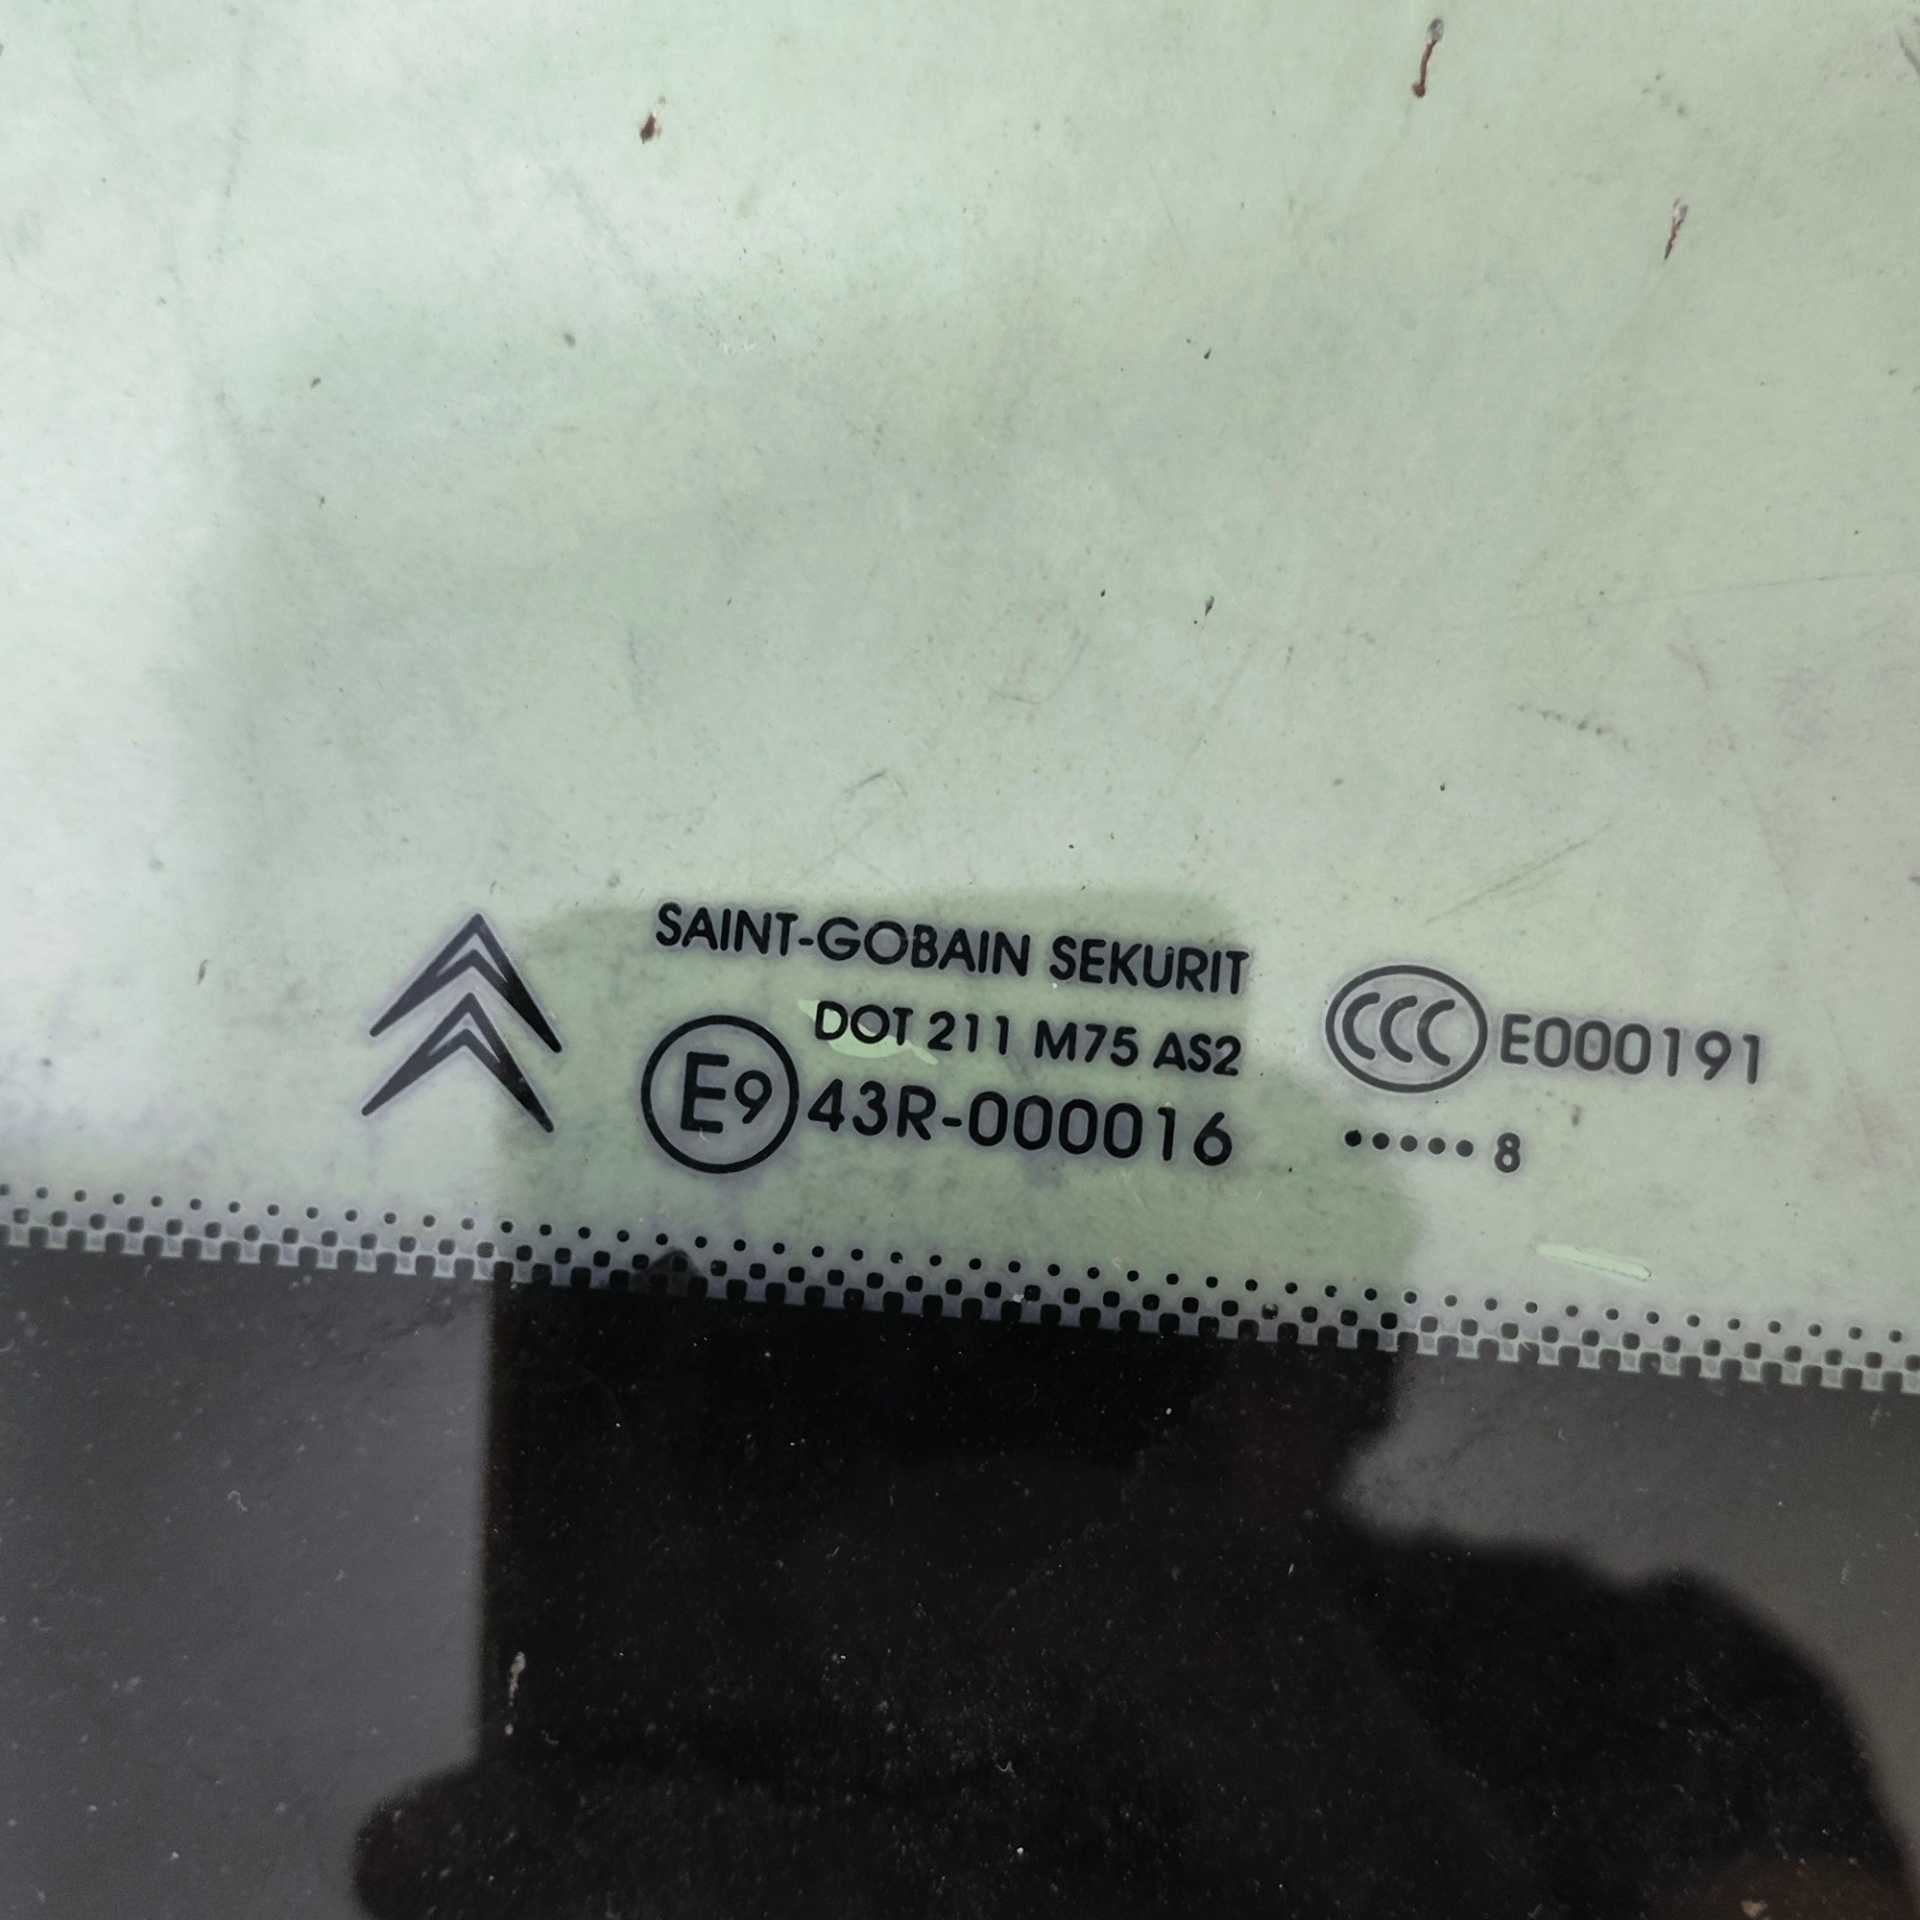 SAINT-GOBAIN SEKURIT
DOT 211 M75 AS2
E9 43R-000016
CCC E000191
••••• 8